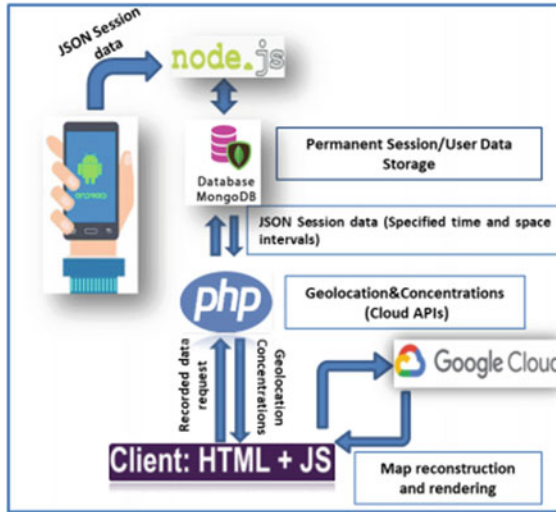 JSON Session
data
node.js
ANDROID
Database
MongoDB
Permanent Session/User Data
Storage
JSON Session data (Specified time and space
intervals)
php
Geolocation&Concentrations
(Cloud APIs)
Recorded data
request
Geolocation
Concentrations
Google Cloud
Client: HTML + JS
Map reconstruction
and rendering